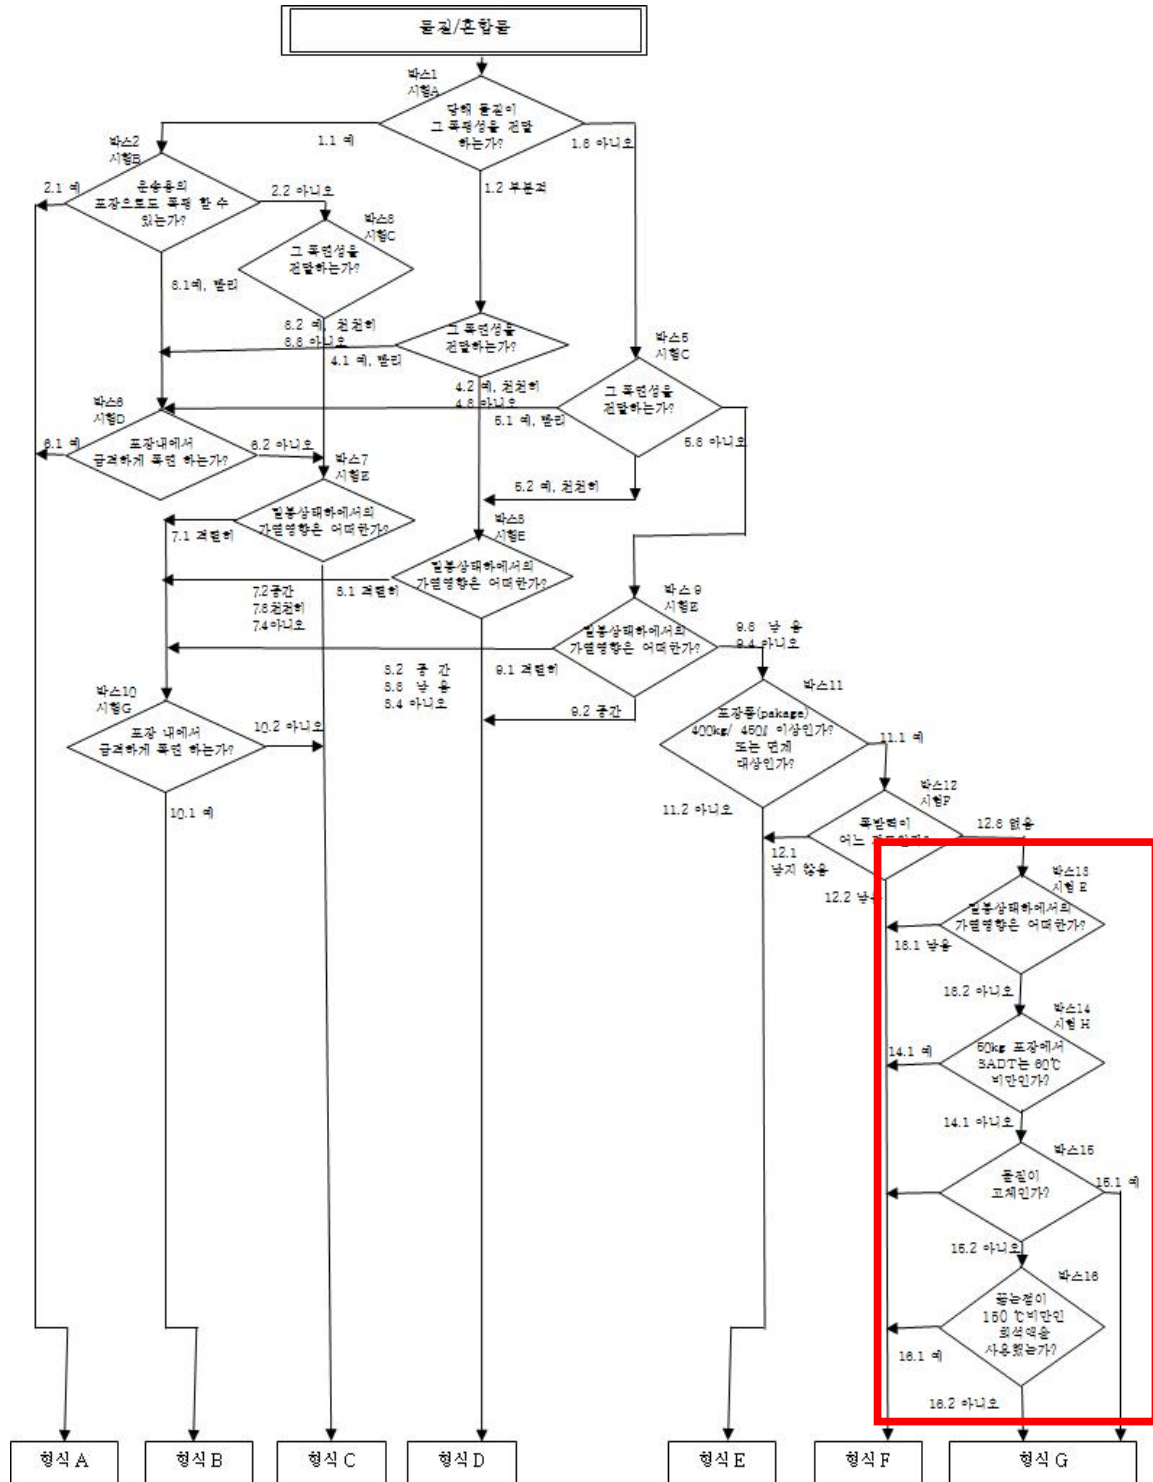 물질/혼합물
박스1
시험A
당해 물질이
그 폭굉성을 전달
하는가?
1.1 예
1.2 부분적
1.3 아니오
박스2
시험B
운송용의
포장으로도 폭굉 할 수
있는가?
2.1 예
2.2 아니오
박스3
시험C
그 폭연성을
전달하는가?
3.1예, 빨리
3.2 예, 천천히
3.3 아니오
그 폭연성을
전달하는가?
4.1 예, 빨리
4.2 예, 천천히
4.3 아니오
박스5
시험C
그 폭연성을
전달하는가?
5.1 예, 빨리
5.2 예, 천천히
5.3 아니오
박스6
시험D
포장내에서
급격하게 폭연 하는가?
6.1 예
6.2 아니오
박스7
시험E
밀봉상태하에서의
가열영향은 어떠한가?
7.1 격렬히
7.2중간
7.3천천히
7.4아니오
박스8
시험E
밀봉상태하에서의
가열영향은 어떠한가?
8.1 격렬히
8.2 중 간
8.3 낮 음
8.4 아니오
박스 9
시험E
밀봉상태하에서의
가열영향은 어떠한가?
9.1 격렬히
9.2 중간
9.3 낮 음
9.4 아니오
박스10
시험G
포장 내에서
급격하게 폭연 하는가?
10.1 예
10.2 아니오
박스11
포장품(pakage)
400kg/ 450ℓ 이상인가?
또는 면제
대상인가?
11.1 예
11.2 아니오
박스12
시험F
폭발력이
어느
12.1
낮지 않음
12.2 낮음
12.3 없음
박스13
시험 E
밀봉상태하에서의
가열영향은 어떠한가?
13.1 낮음
13.2 아니오
박스14
시험 H
50kg 포장에서
SADT는 60℃
미만인가?
14.1 예
14.1 아니오
박스15
물질이
고체인가?
15.1 예
15.2 아니오
박스16
끓는점이
150 ℃미만인
희석액을
사용했는가?
16.1 예
16.2 아니오
형식 A
형식 B
형식 C
형식 D
형식 E
형식 F
형식 G